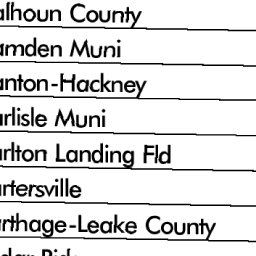 alhoun County
amden Muni
anton-Hackney
arlisle Muni
arlton Landing Fld
artersville
arthage-Leake County